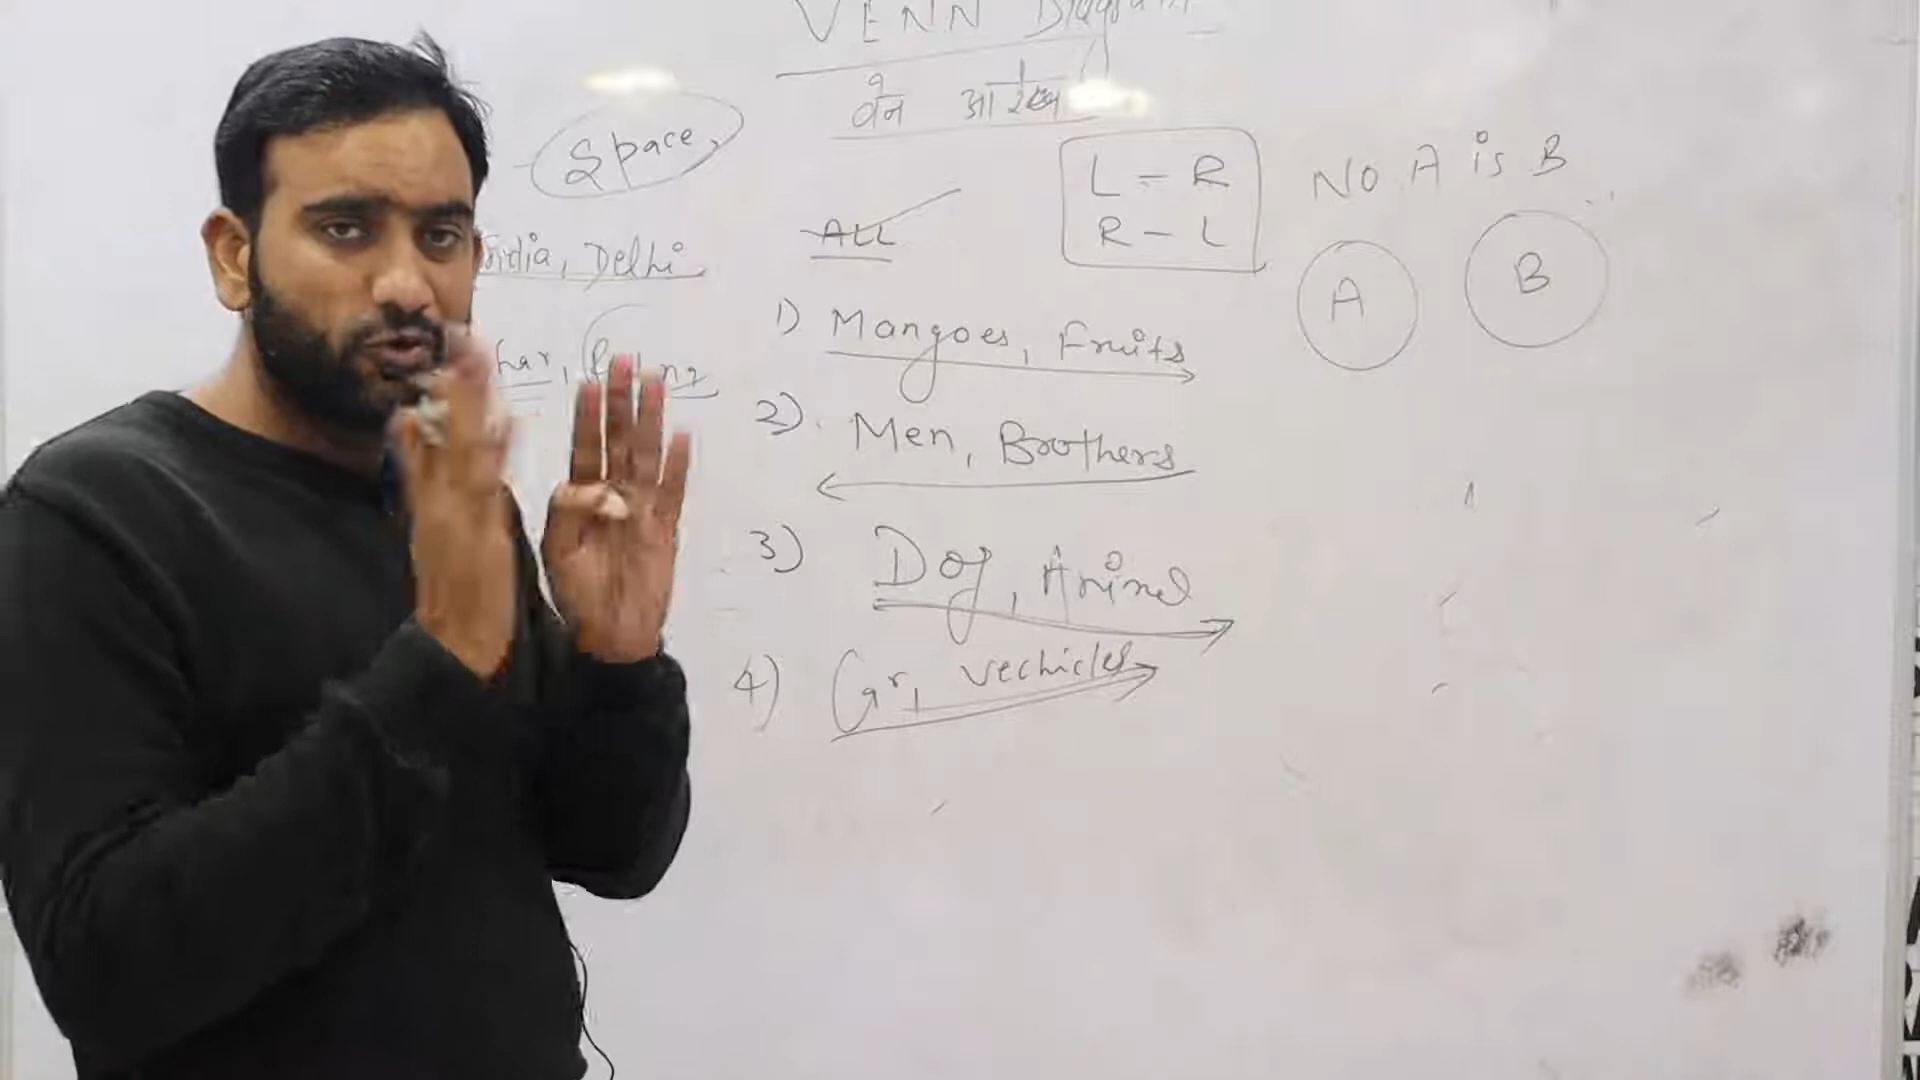 VENN Diagram
वेन आरेख
Space,
India, Delhi
ALL
L - R
R - L
NO A is B
A
B
1) Mangoes, Fruits
2) Men, Brothers
3) Dog, Animal
4) Car, vechicles